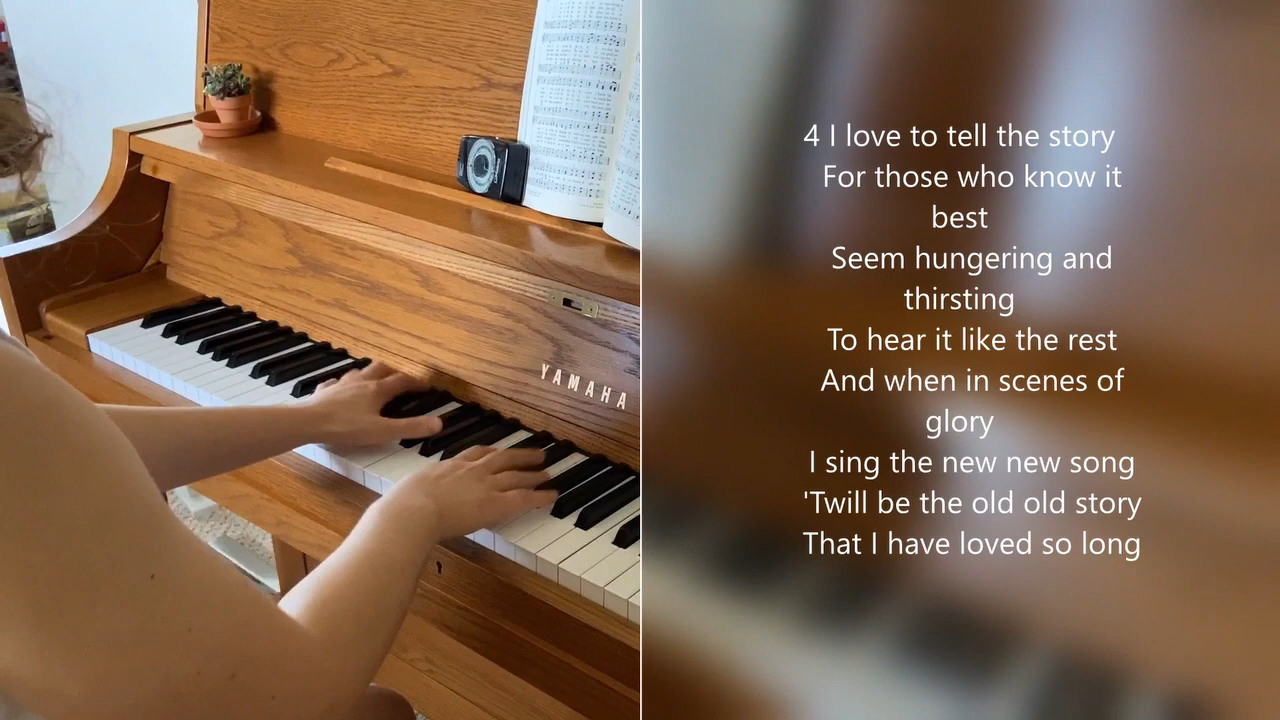 YAMAHA
4 I love to tell the story
For those who know it
best
Seem hungering and
thirsting
To hear it like the rest
And when in scenes of
glory
I sing the new new song
'Twill be the old old story
That I have loved so long